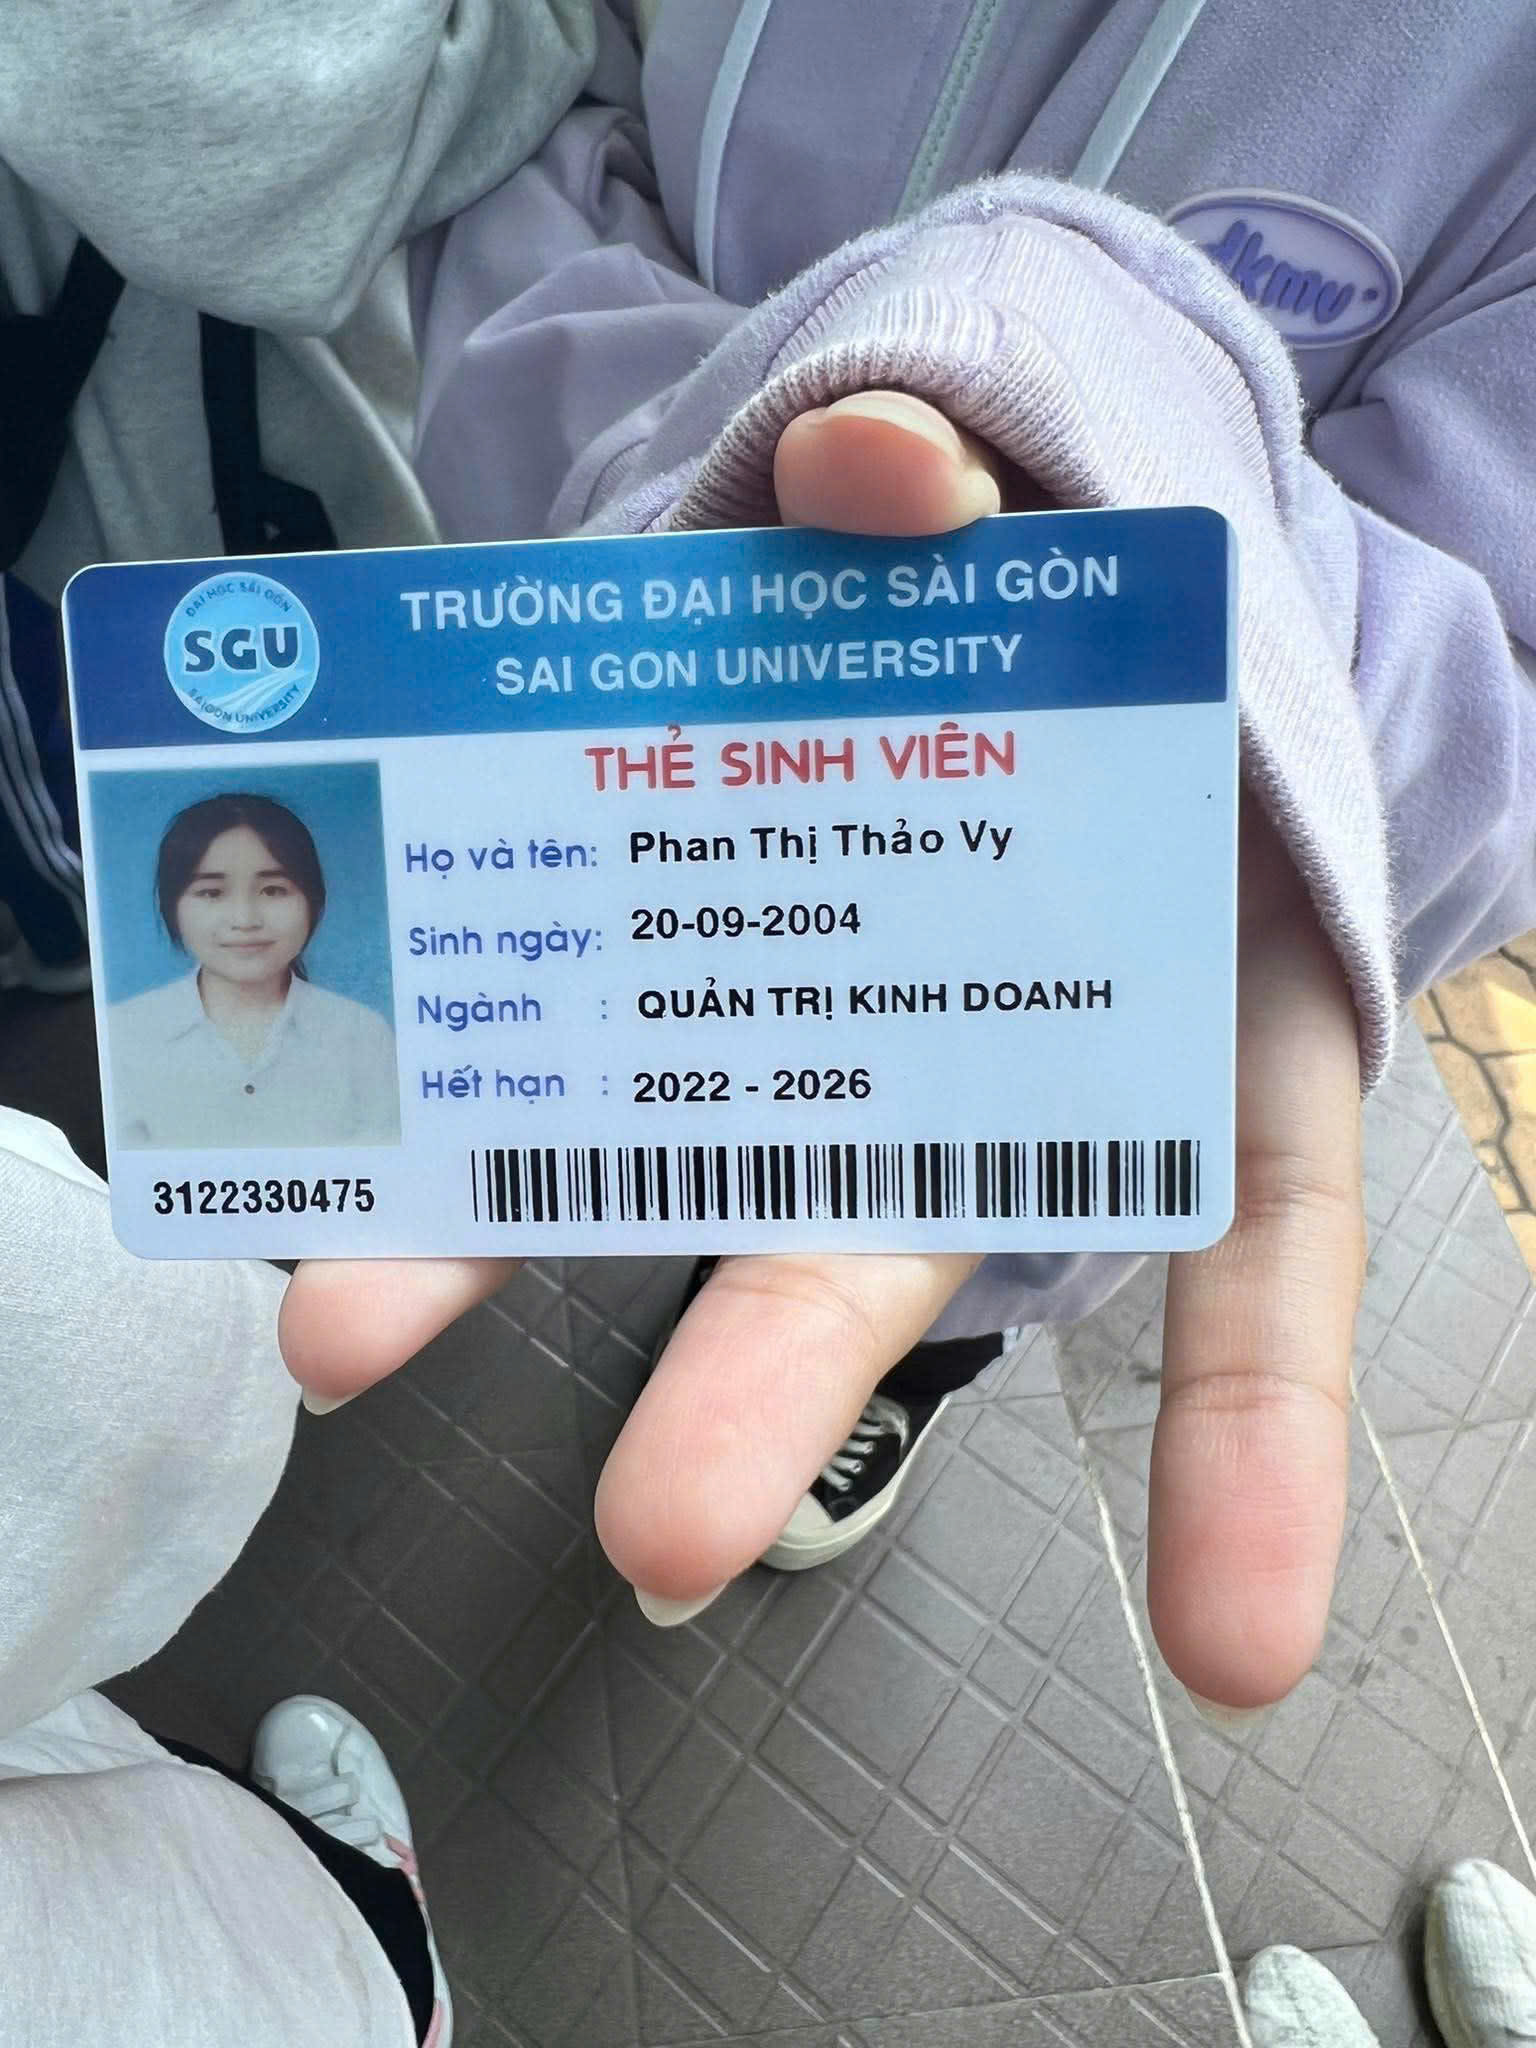 ĐẠI HỌC SÀI GÒN
SGU
SAIGON UNIVERSITY
TRƯỜNG ĐẠI HỌC SÀI GÒN
SAI GON UNIVERSITY
THẺ SINH VIÊN
Họ và tên: Phan Thị Thảo Vy
Sinh ngày: 20-09-2004
Ngành : QUẢN TRỊ KINH DOANH
Hết hạn : 2022 - 2026
3122330475